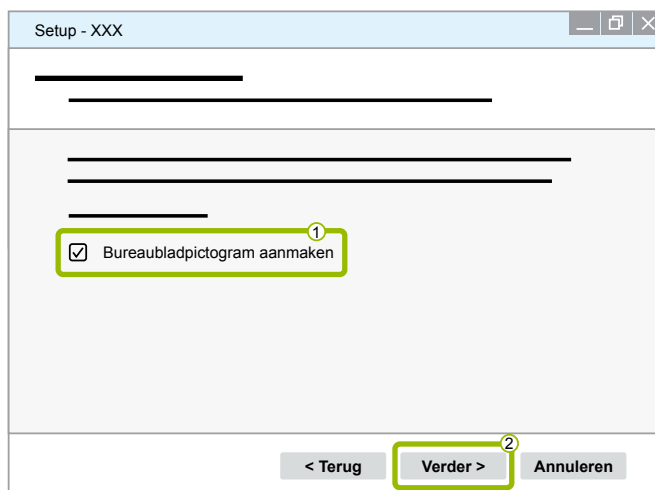 Setup - XXX
1
Bureaubladpictogram aanmaken
2
< Terug Verder > Annuleren